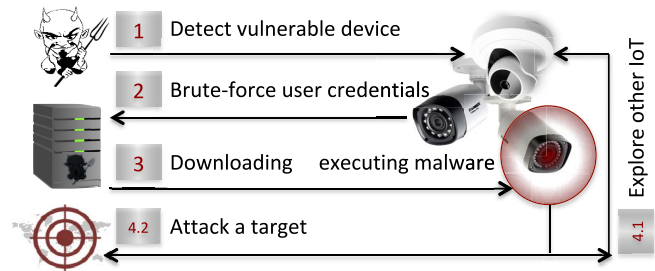 1 Detect vulnerable device
2 Brute-force user credentials
3 Downloading executing malware
4.2 Attack a target
4.1 Explore other IoT